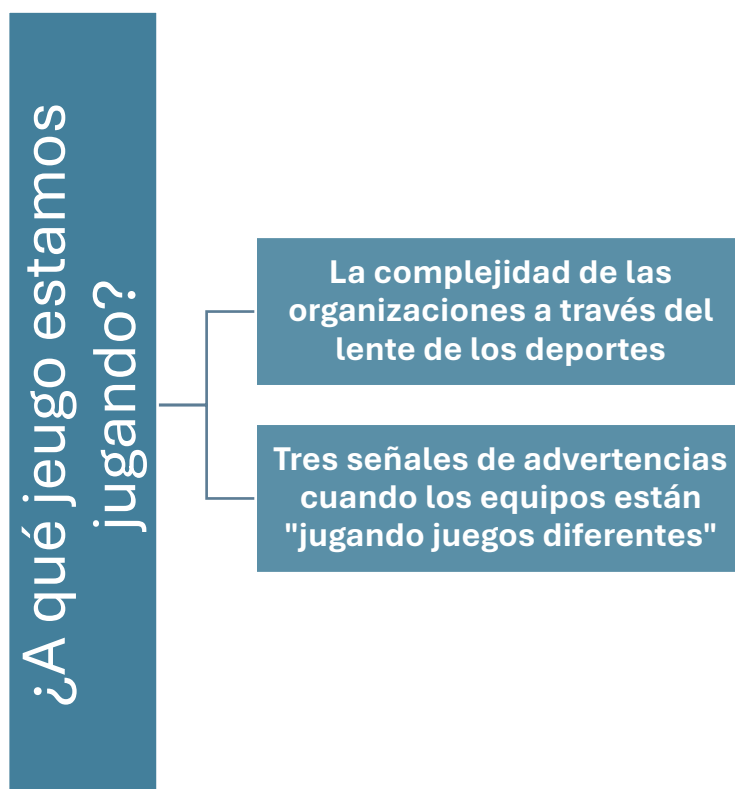 ¿A qué jeugo estamos
jugando?
La complejidad de las
organizaciones a través del
lente de los deportes
Tres señales de advertencias
cuando los equipos están
"jugando juegos diferentes"